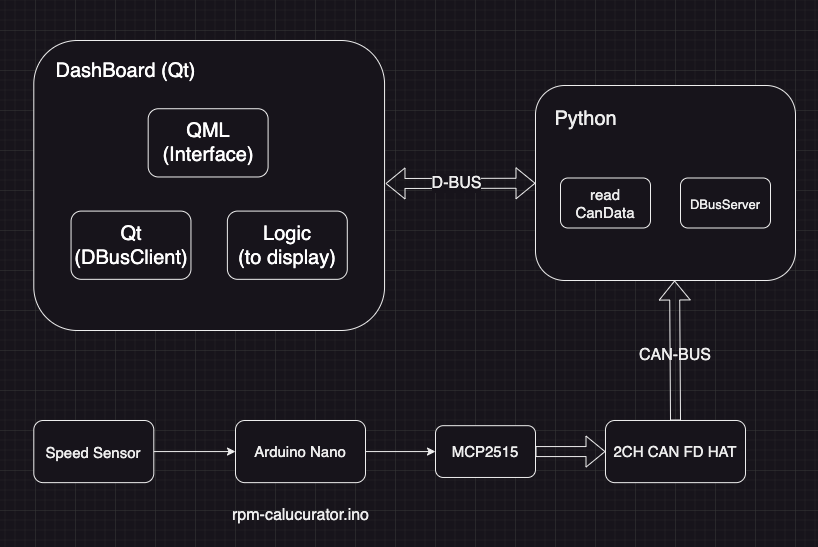 DashBoard (Qt)
QML
(Interface)
Qt
(DBusClient)
Logic
(to display)
D-BUS
Python
read
CanData
DBusServer
CAN-BUS
Speed Sensor
Arduino Nano
MCP2515
2CH CAN FD HAT
rpm-calucurator.ino